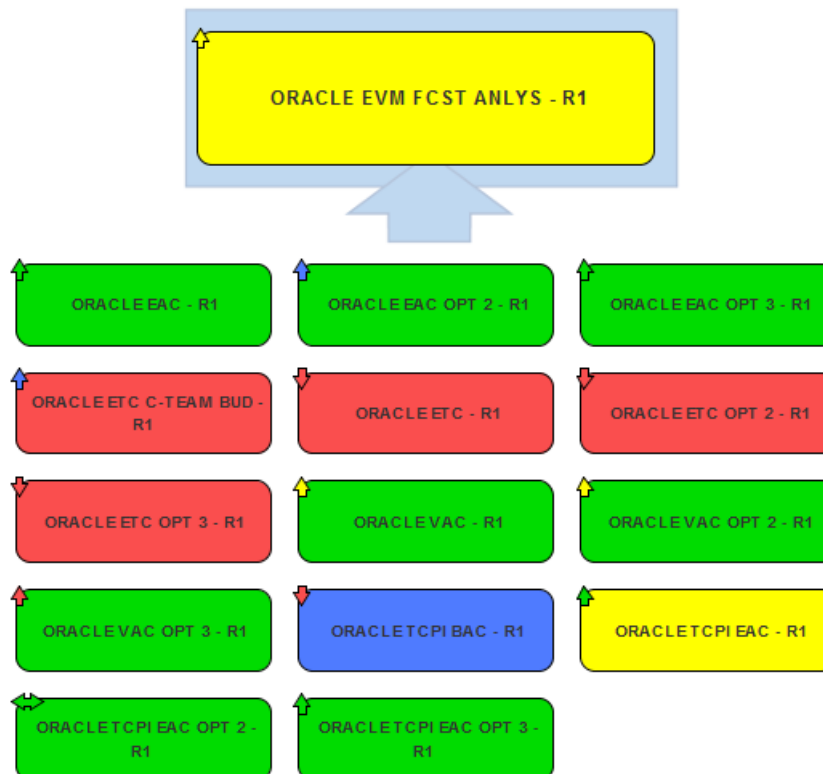 ORACLE EVM FCST ANLYS - R1
ORACLE EAC - R1
ORACLE EAC OPT 2 - R1
ORACLE EAC OPT 3 - R1
ORACLE ETC C-TEAM BUD -
R1
ORACLE ETC - R1
ORACLE ETC OPT 2 - R1
ORACLE ETC OPT 3 - R1
ORACLE VAC - R1
ORACLE VAC OPT 2 - R1
ORACLE VAC OPT 3 - R1
ORACLE TCPI BAC - R1
ORACLE TCPI EAC - R1
ORACLE TCPI EAC OPT 2 -
R1
ORACLE TCPI EAC OPT 3 -
R1